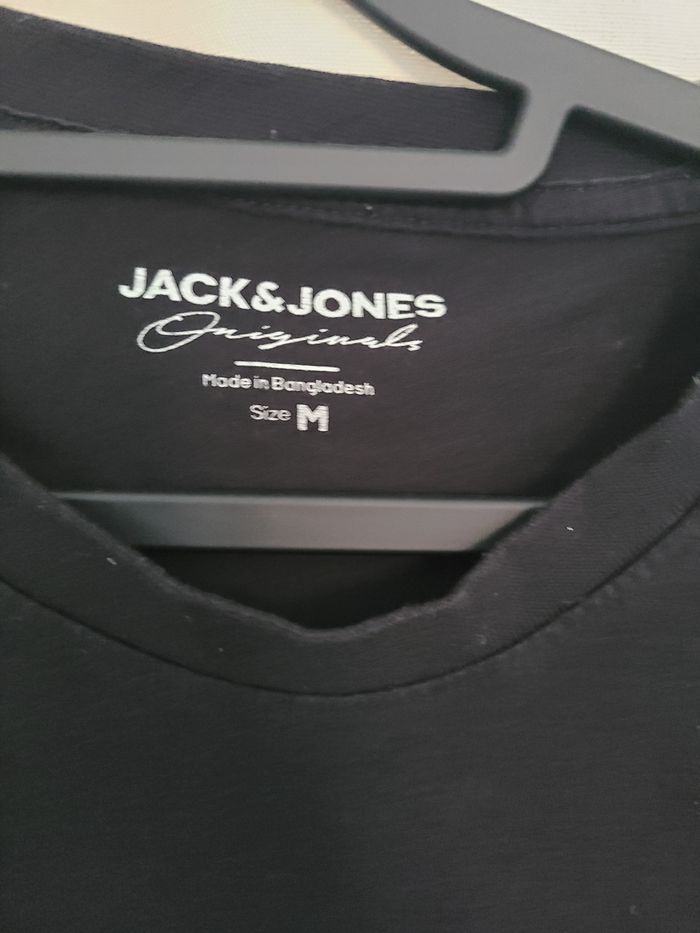 JACK&JONES
Originals
Made in Bangladesh
Size M